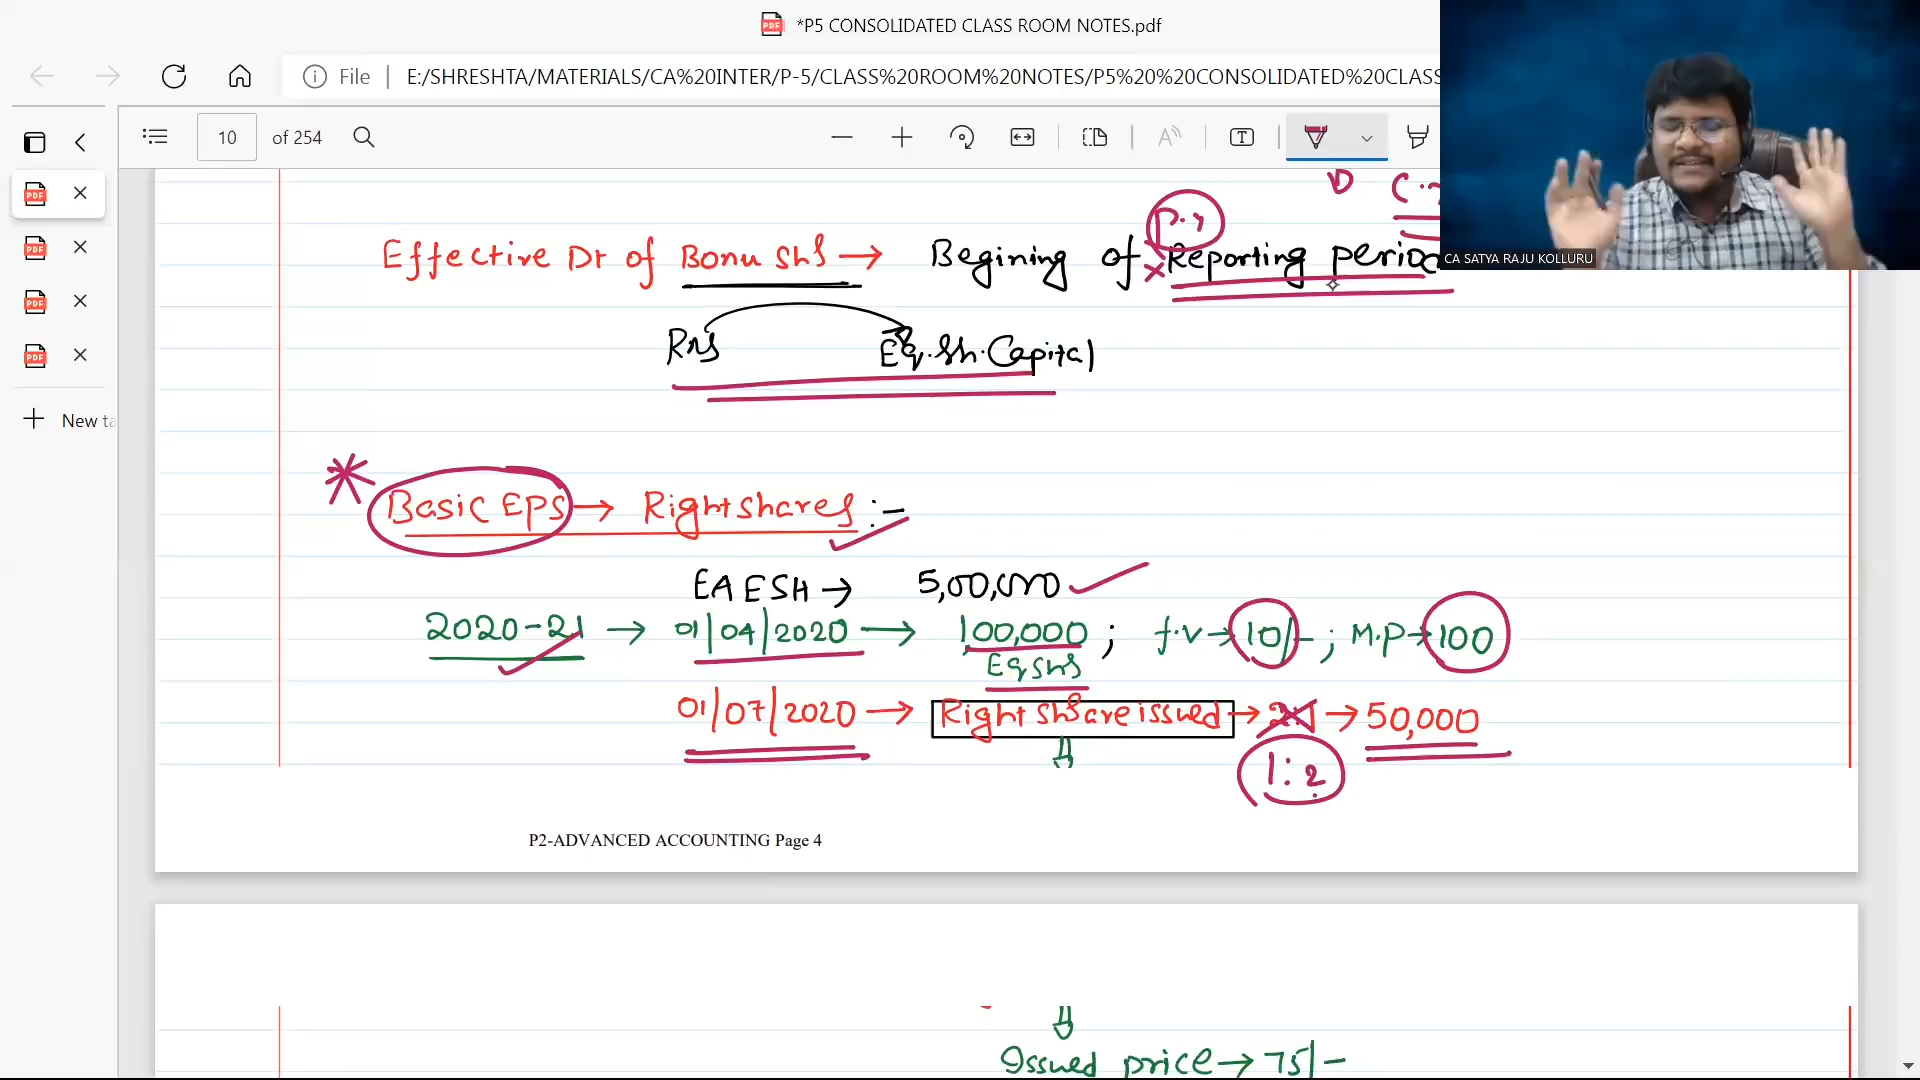 *P5 CONSOLIDATED CLASS ROOM NOTES.pdf
File E:/SHRESHTA/MATERIALS/CA%20INTER/P-5/CLASS%20ROOM%20NOTES/P5%20%20CONSOLIDATED%20CLASS
10 of 254
New ta
CA SATYA RAJU KOLLURU
P.Y
Effective Dt of Bonu Shs → Begining of Reporting period
Eq.Sh.Capital
Basic EPS → Rightshares :-
EAESH → 5,00,000
2020-21 → 01/04/2020 → 100,000 ; f.v → 10/- ; M.P → 100
Eq Shs
01/07/2020 → Right Share issued → 2:1 → 50,000
1:2
P2-ADVANCED ACCOUNTING Page 4
Issued price → 75/-